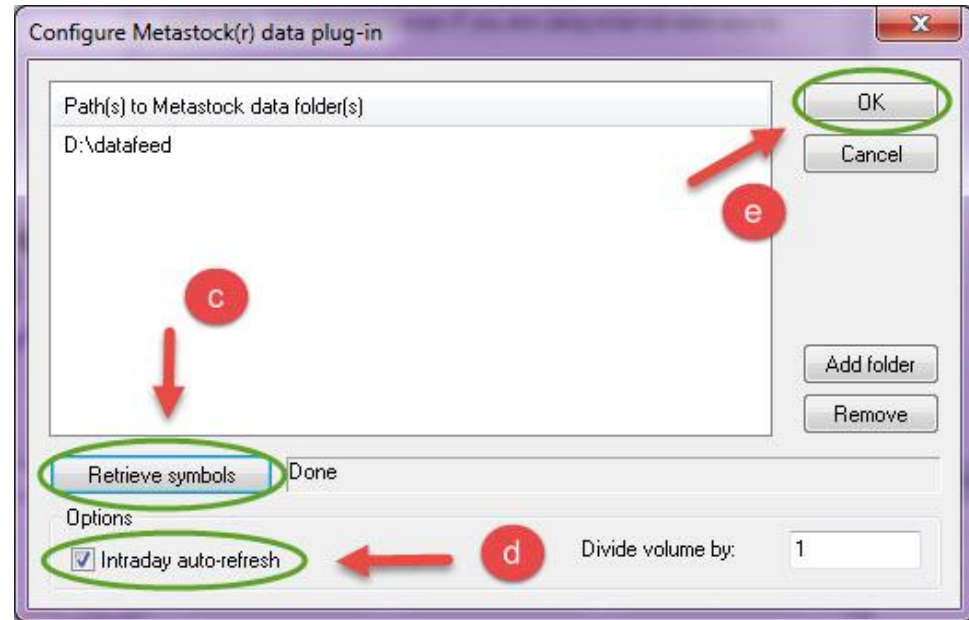 Configure Metastock(r) data plug-in
Path(s) to Metastock data folder(s)
D:\datafeed
OK
Cancel
e
c
Add folder
Remove
Retrieve symbols
Done
Options
Intraday auto-refresh
d
Divide volume by:
1